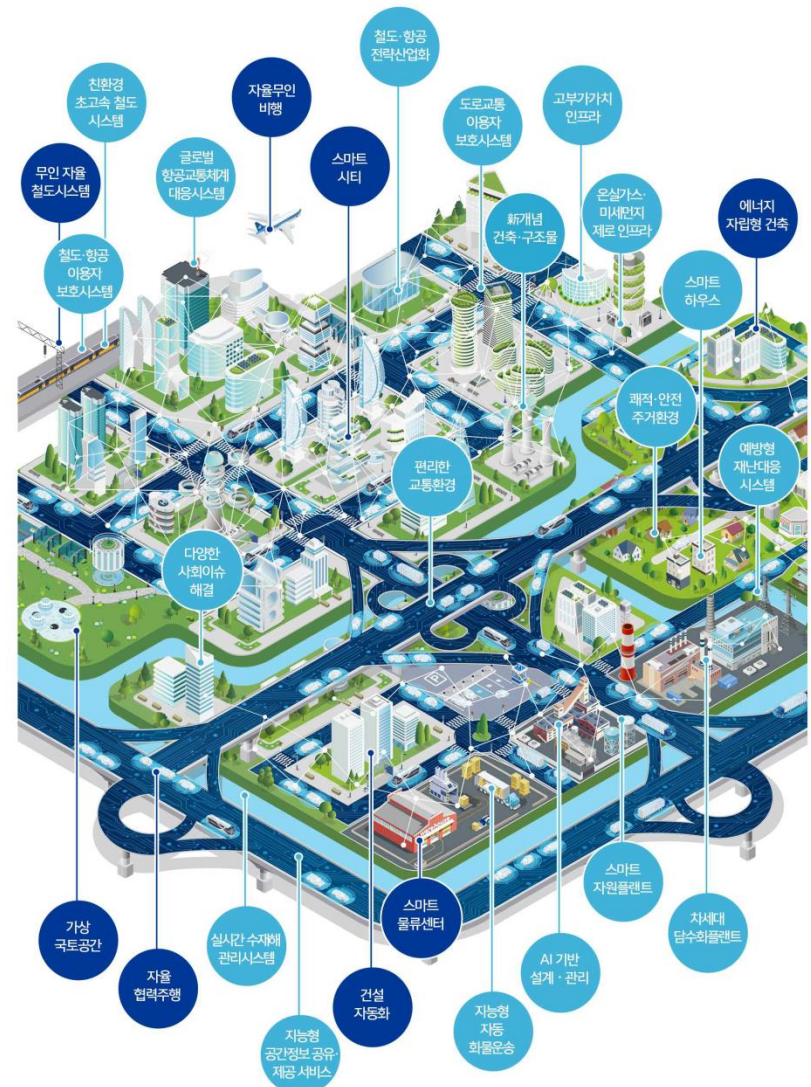 철도·항공
전략산업화
친환경
초고속 철도
시스템
자율무인
비행
도로교통
이용자
보호시스템
고부가가치
인프라
무인 자율
철도시스템
글로벌
항공교통체계
대응시스템
스마트
시티
新개념
건축·구조물
온실가스·
미세먼지
제로 인프라
에너지
자립형 건축
철도·항공
이용자
보호시스템
스마트
하우스
쾌적·안전
주거환경
편리한
교통환경
예방형
재난대응
시스템
다양한
사회이슈
해결
P
가상
국토공간
자율
협력주행
실시간 수재해
관리시스템
지능형
공간정보 공유·
제공 서비스
건설
자동화
스마트
물류센터
지능형
자동
화물운송
AI 기반
설계·관리
스마트
자원플랜트
차세대
담수화플랜트